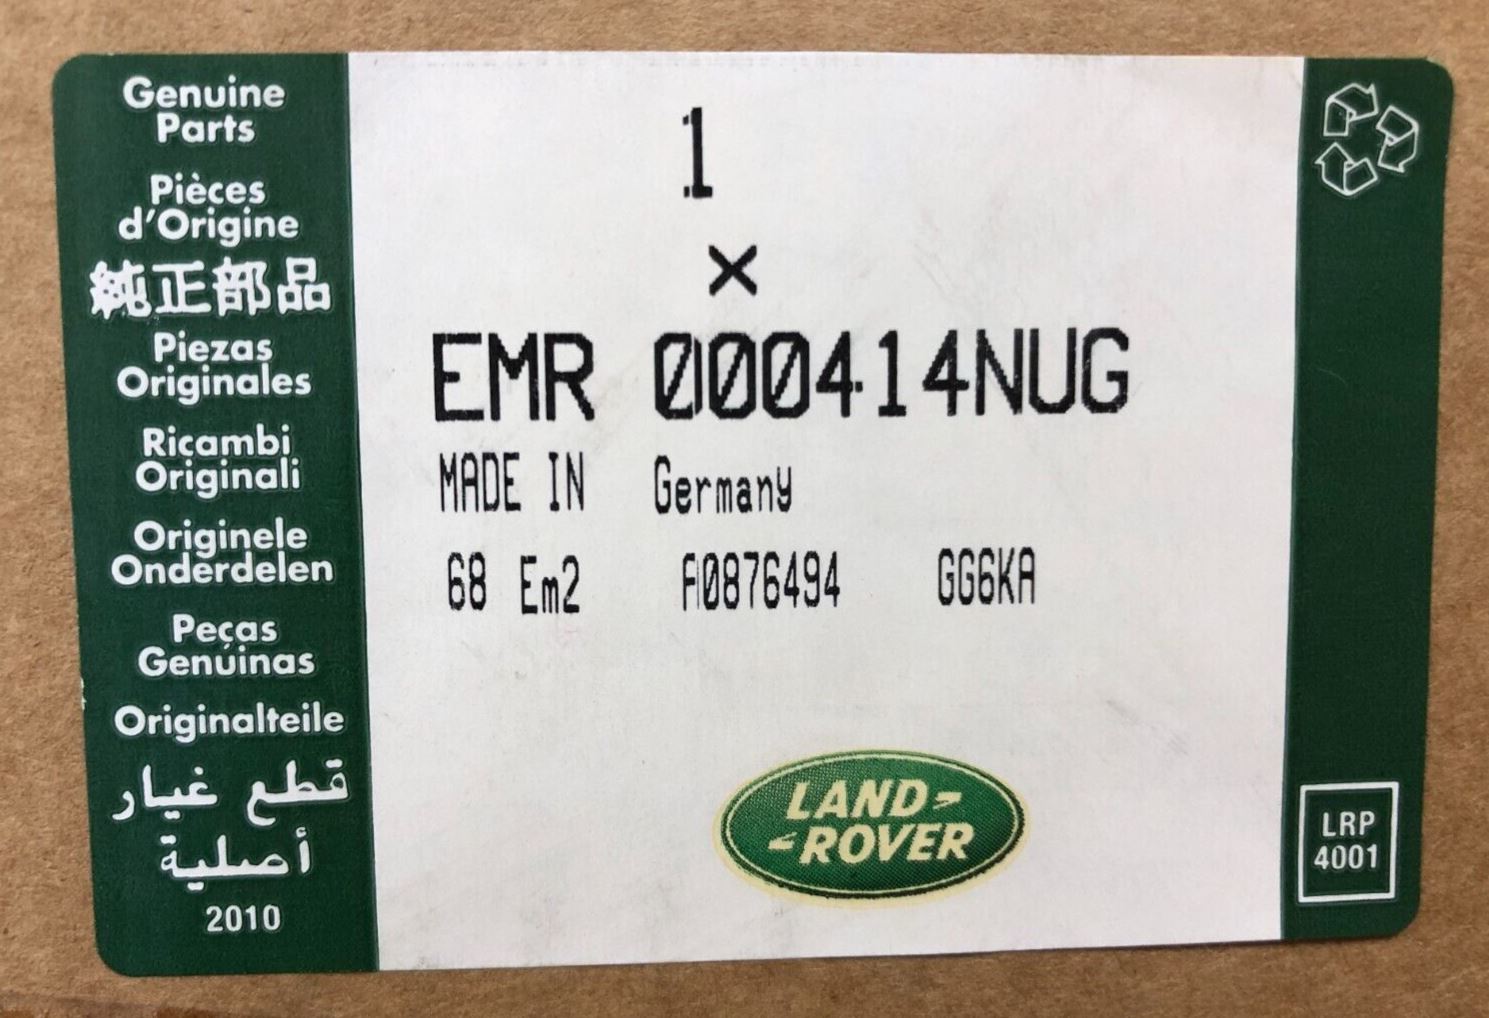 Genuine
Parts
Pièces
d'Origine
純正部品
Piezas
Originales
Ricambi
Originali
Originele
Onderdelen
Peças
Genúinas
Originalteile
قطع غيار
أصلية
2010
1
×
EMR 000414NUG
MADE IN Germany
68 Em2 A0876494 GG6KA
LAND-
-ROVER
LRP
4001